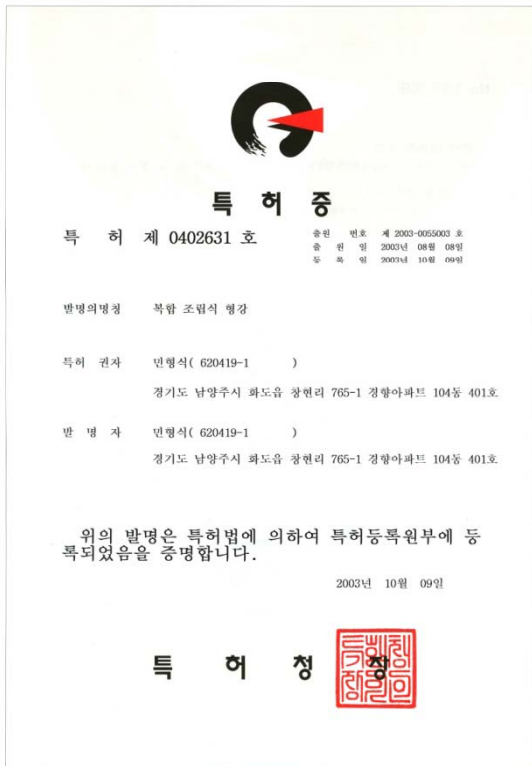 특허증
특 허 제 0402631 호
출원 번호 제 2003-0055003 호
출 원 일 2003년 08월 08일
등 록 일 2003년 10월 09일
발명의명칭 복합 조립식 형강
특허 권자 민형식( 620419-1 )
경기도 남양주시 화도읍 창현리 765-1 경향아파트 104동 401호
발 명 자 민형식( 620419-1 )
경기도 남양주시 화도읍 창현리 765-1 경향아파트 104동 401호
위의 발명은 특허법에 의하여 특허등록원부에 등
록되었음을 증명합니다.
2003년 10월 09일
특 허 청 장